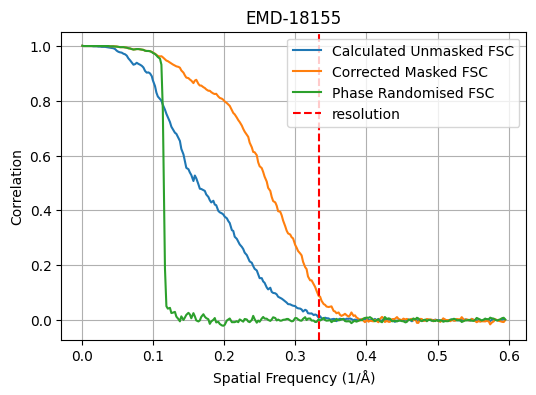 EMD-18155
Calculated Unmasked FSC
Corrected Masked FSC
Phase Randomised FSC
resolution
Correlation
1.0
0.8
0.6
0.4
0.2
0.0
0.0 0.1 0.2 0.3 0.4 0.5 0.6
Spatial Frequency (1/Å)